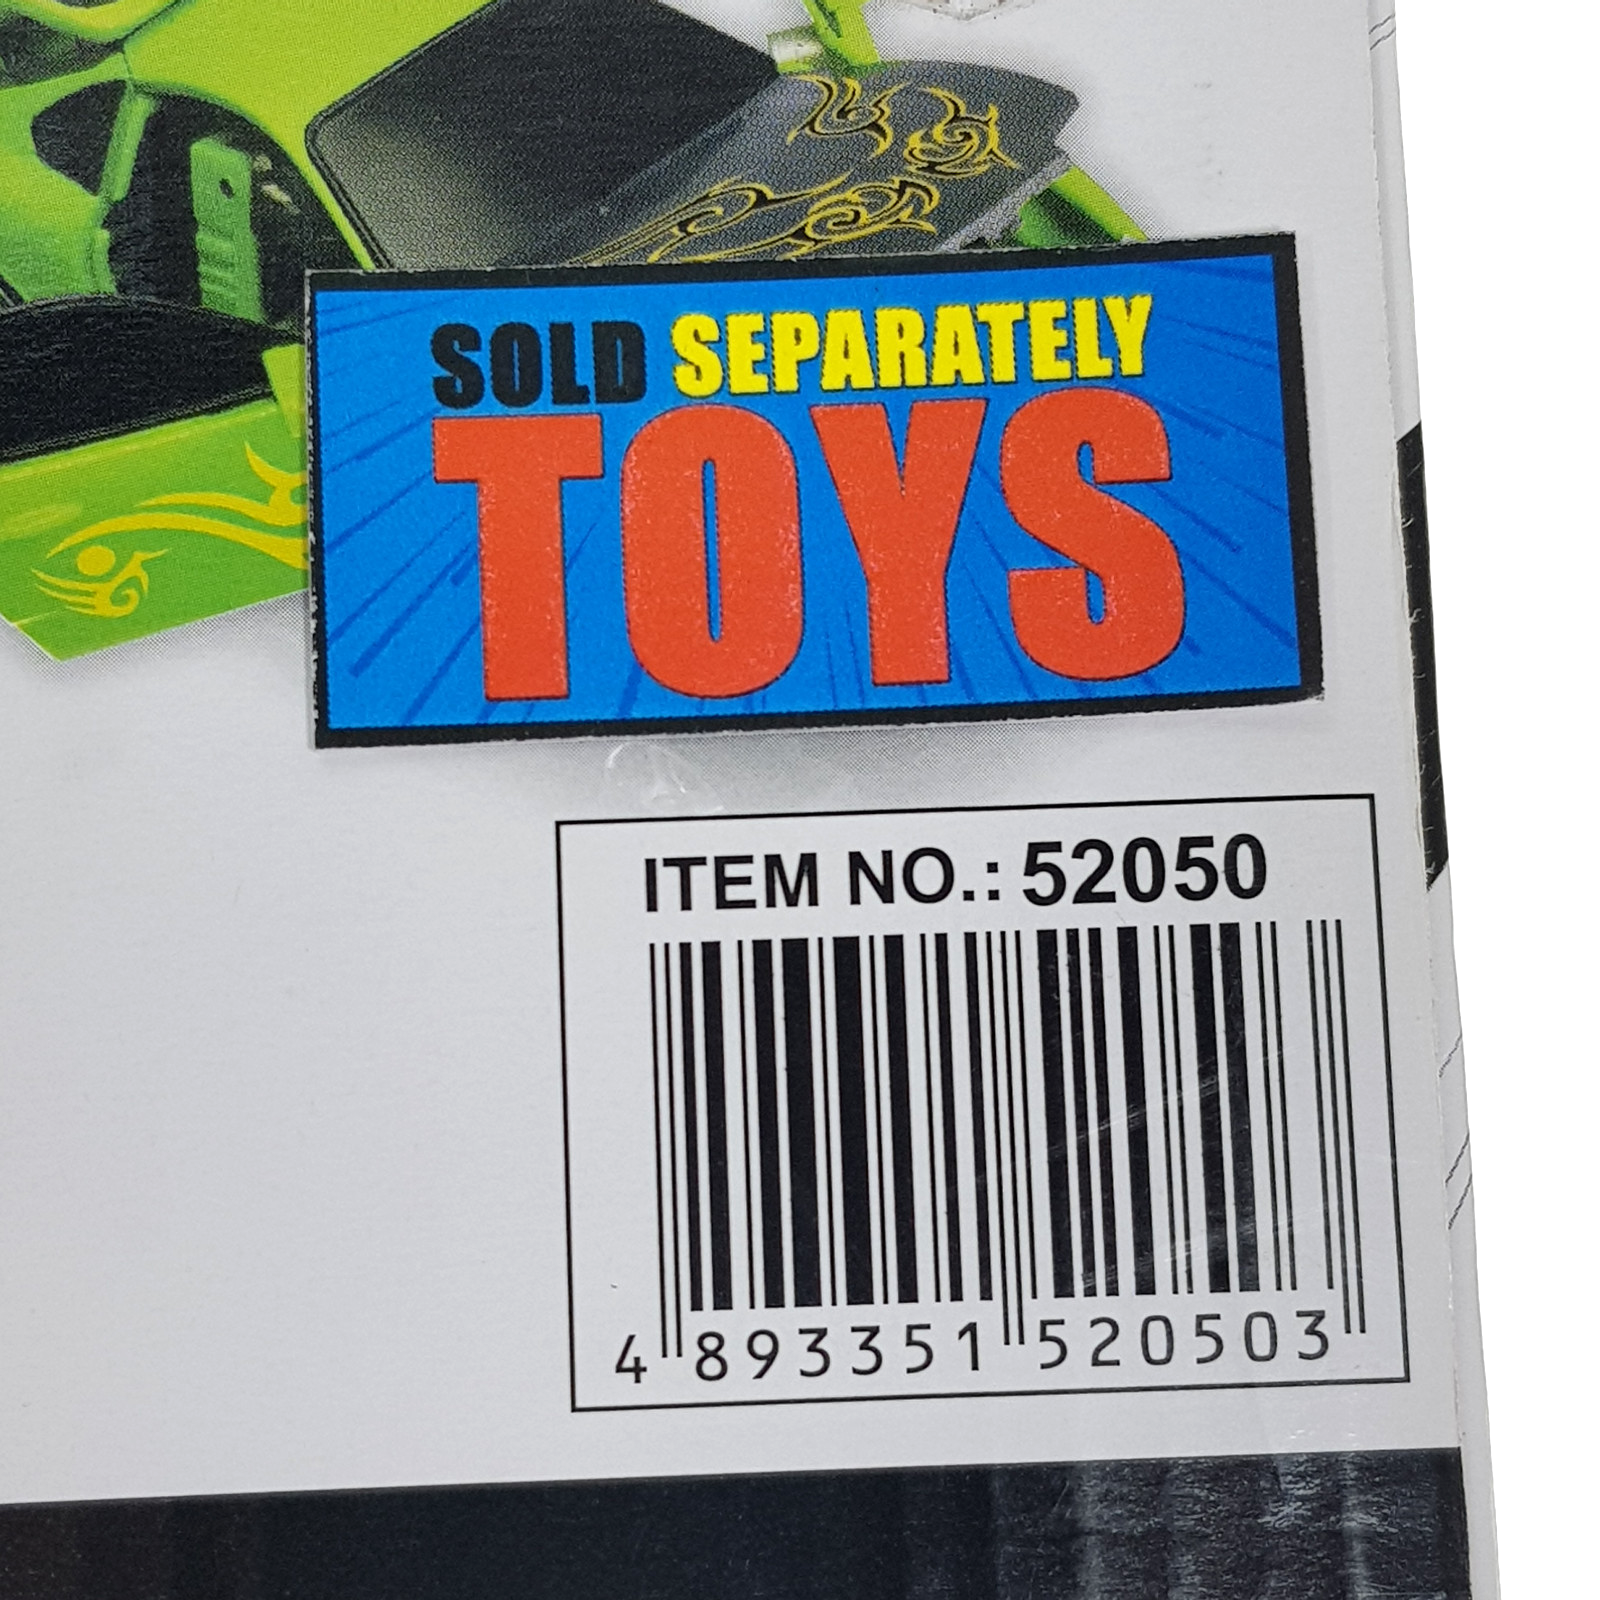 SOLD SEPARATELY
TOYS
ITEM NO.: 52050
4 893351 520503